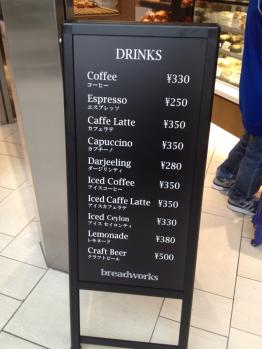 DRINKS
Coffee ¥330
コーヒー
Espresso ¥250
エスプレッソ
Caffe Latte ¥350
カフェラテ
Capuccino ¥350
カプチーノ
Darjeeling ¥280
ダージリンティ
Iced Coffee ¥350
アイスコーヒー
Iced Caffe Latte ¥350
アイスカフェラテ
Iced Ceylon ¥330
アイス セイロンティ
Lemonade ¥380
レモネード
Craft Beer ¥500
クラフトビール
breadworks